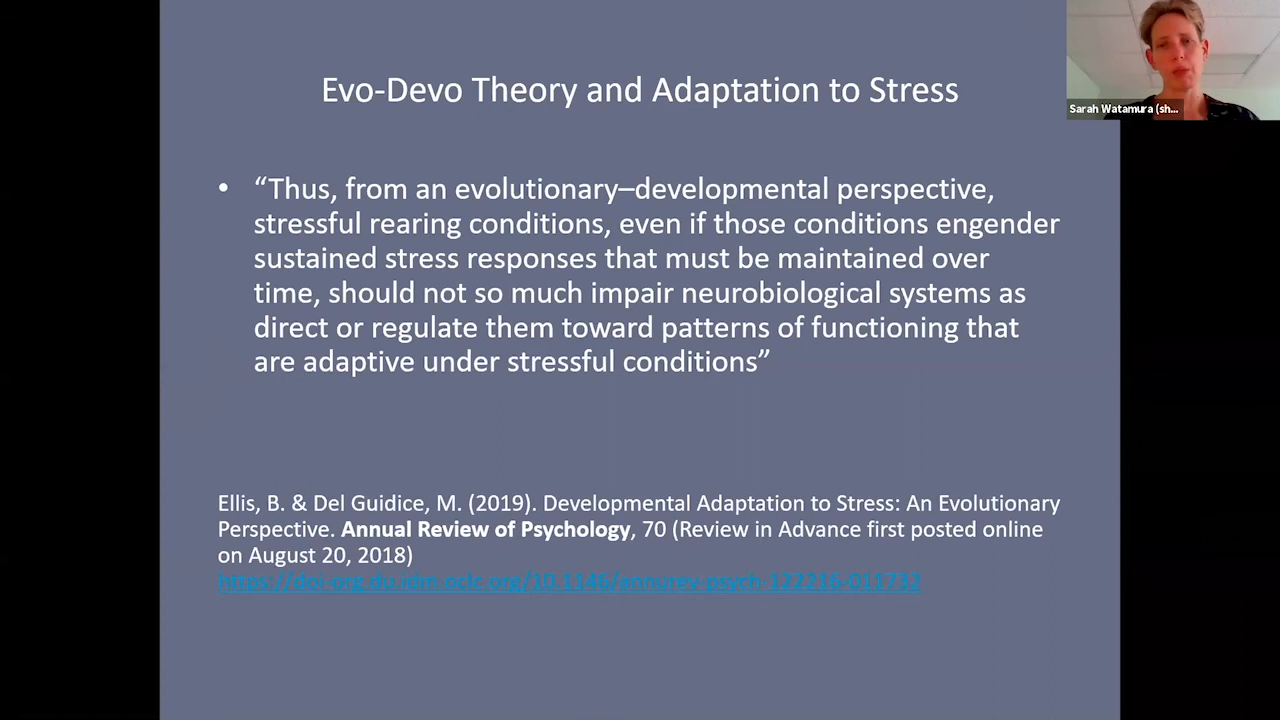 Evo-Devo Theory and Adaptation to Stress
Sarah Watamura (sh...
• “Thus, from an evolutionary–developmental perspective,
stressful rearing conditions, even if those conditions engender
sustained stress responses that must be maintained over
time, should not so much impair neurobiological systems as
direct or regulate them toward patterns of functioning that
are adaptive under stressful conditions”
Ellis, B. & Del Guidice, M. (2019). Developmental Adaptation to Stress: An Evolutionary
Perspective. Annual Review of Psychology, 70 (Review in Advance first posted online
on August 20, 2018)
https://doi-org.du.idm.oclc.org/10.1146/annurev-psych-122216-011732